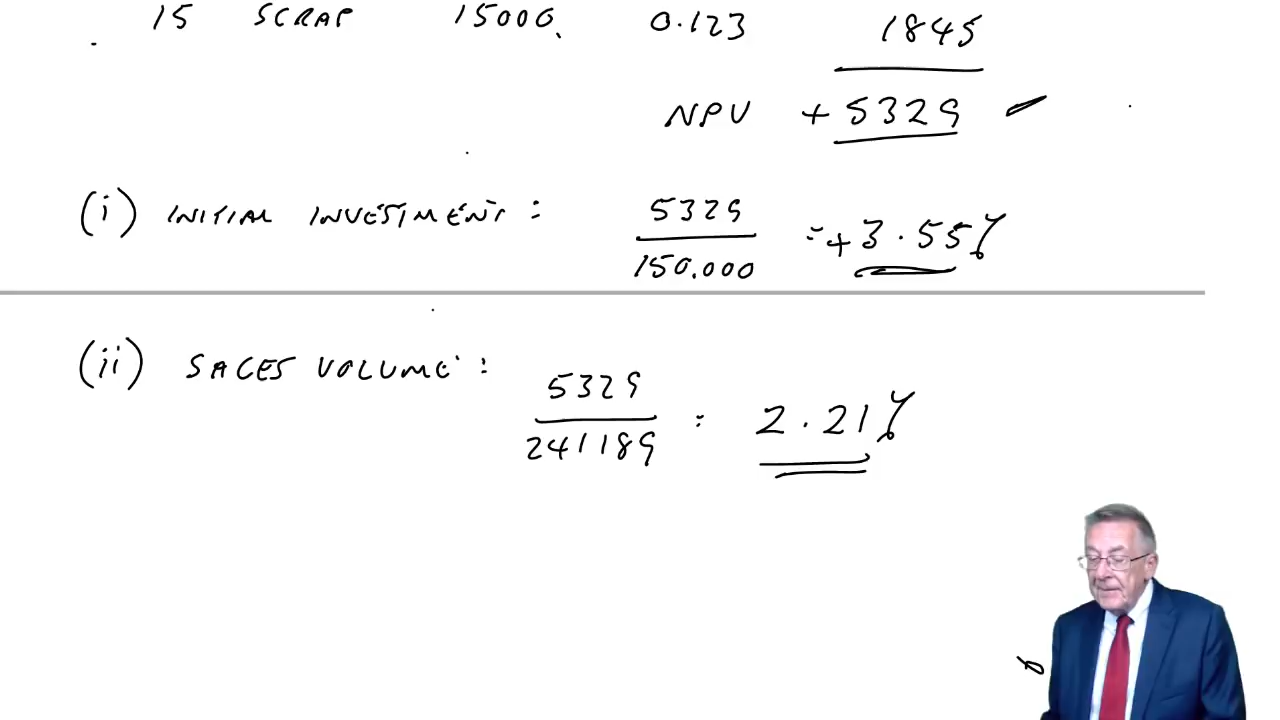 15 SCRAP 15000 0.123 1845
NPV + 5329
(i) INITIAL INVESTMENT: 5329
150.000
= + 3.55%
(ii) SALES VOLUME: 5329
241189
= 2.21%